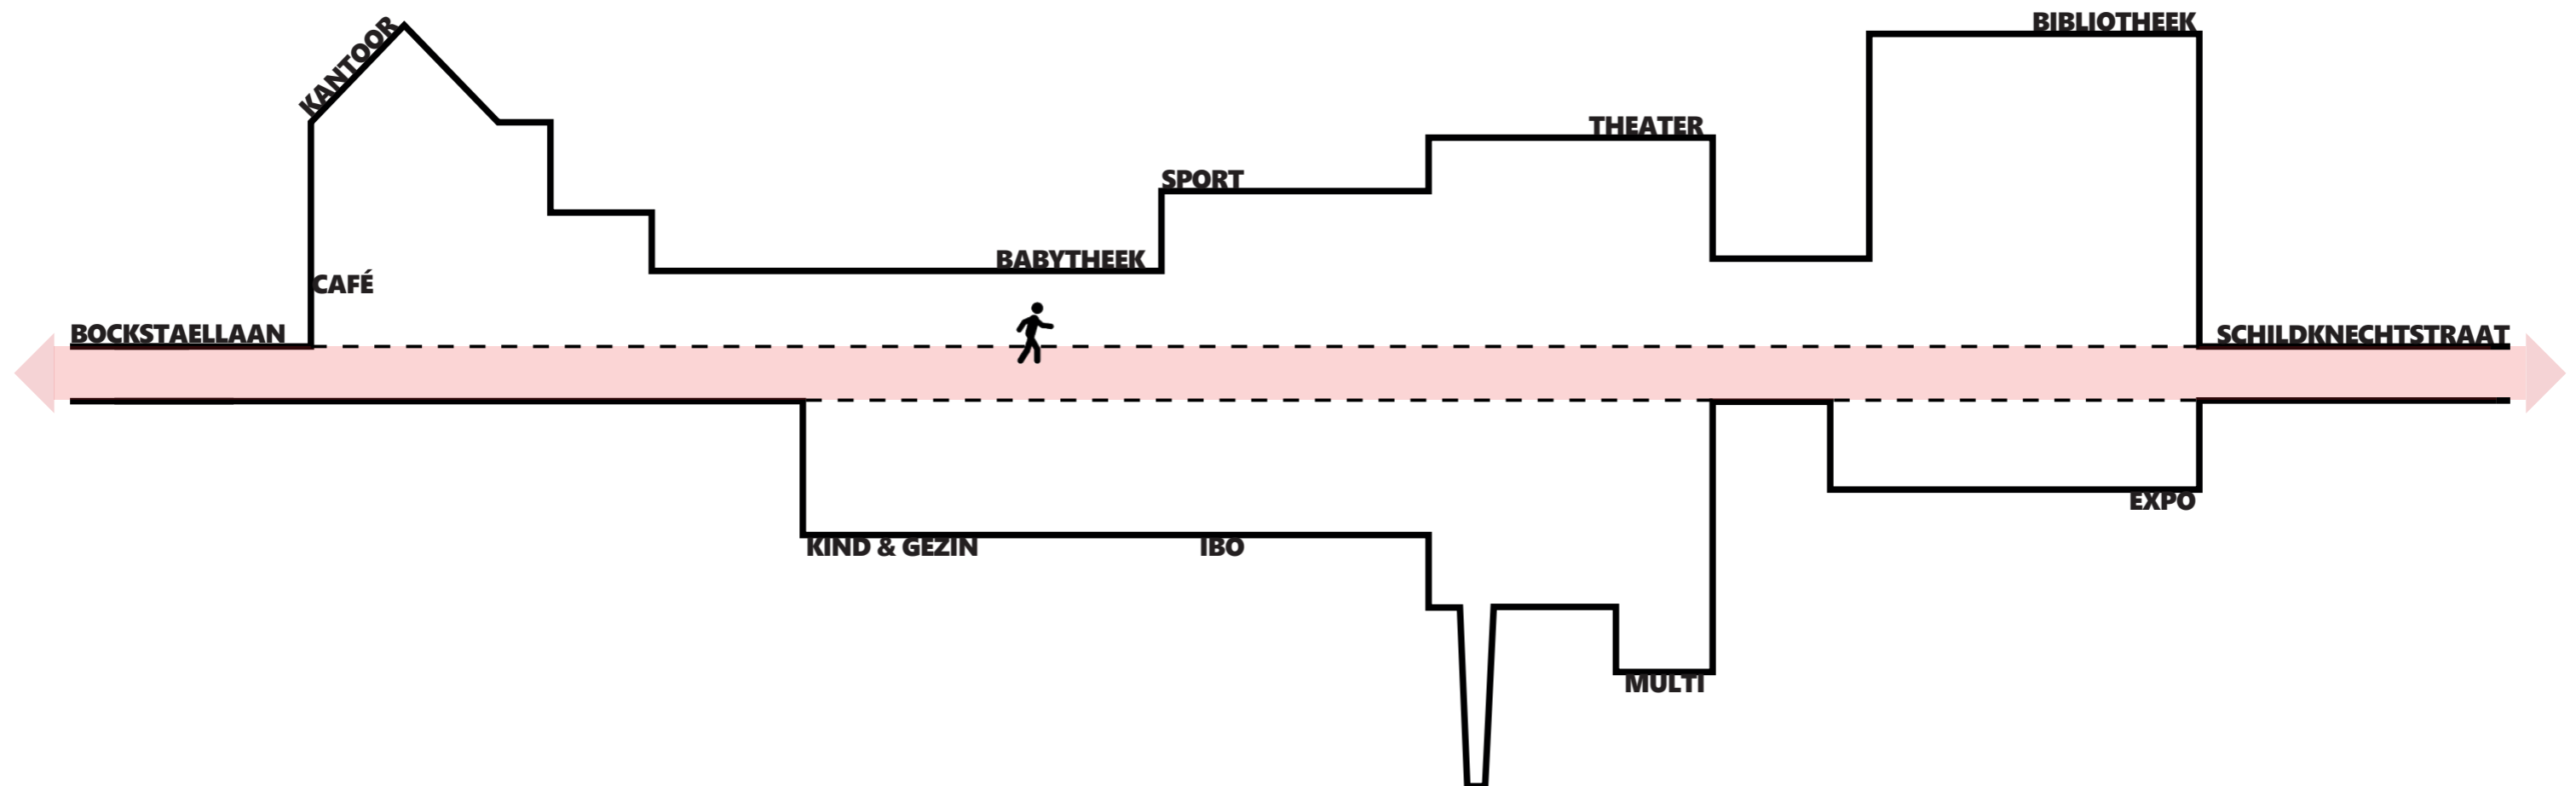 KANTOOR
BIBLIOTHEEK
THEATER
SPORT
BABYTHEEK
CAFÉ
BOCKSTAELLAAN
SCHILDKNECHTSTRAAT
KIND & GEZIN
IBO
EXPO
MULTI